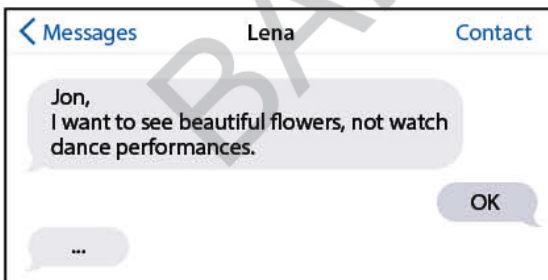 Messages
Lena
Contact
Jon,
I want to see beautiful flowers, not watch
dance performances.
OK
...